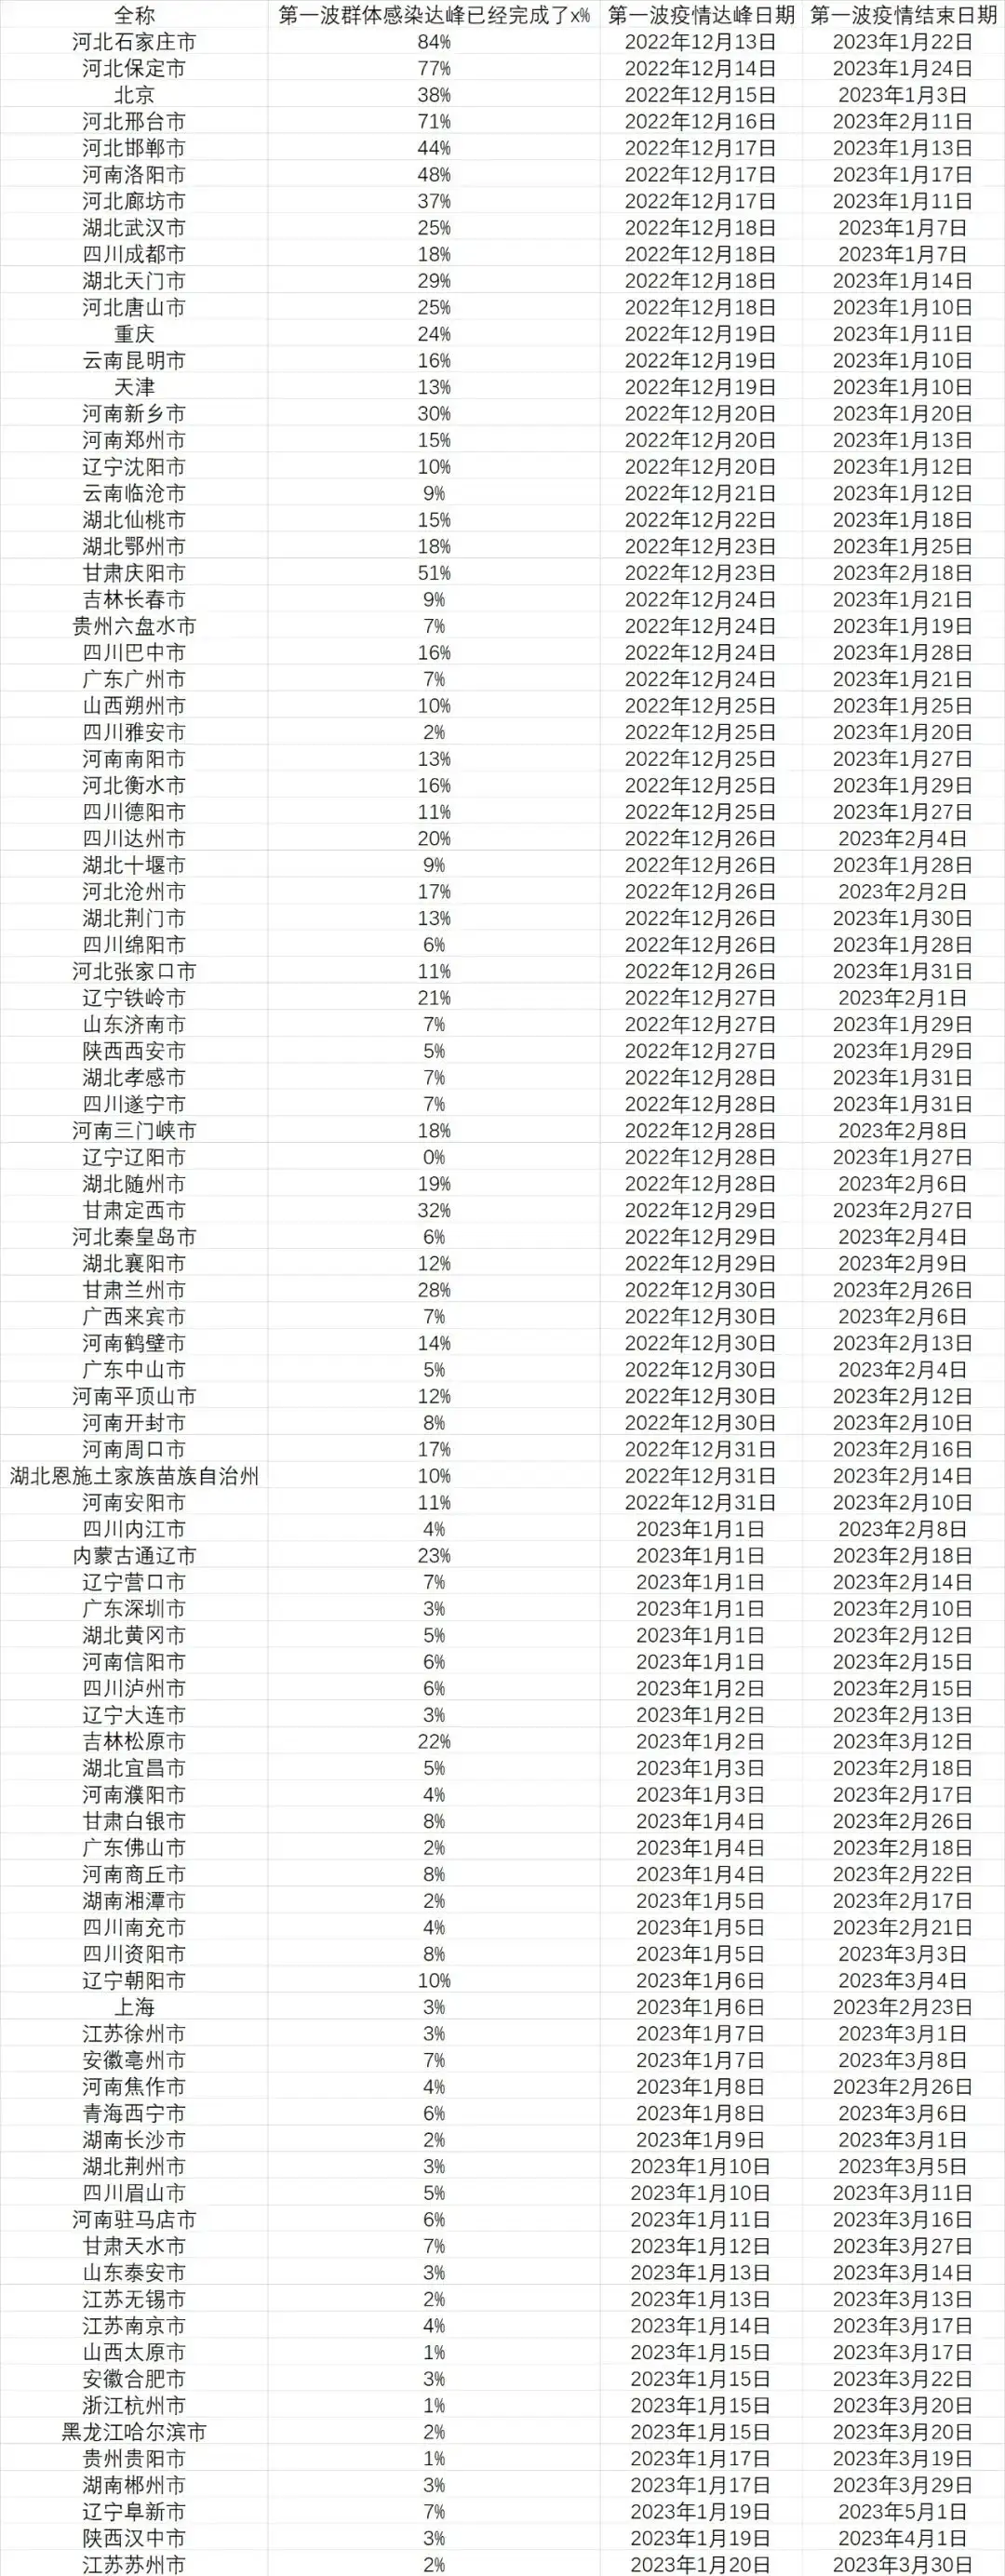 全称 第一波群体感染达峰已经完成了x% 第一波疫情达峰日期 第一波疫情结束日期
河北石家庄市 84% 2022年12月13日 2023年1月22日
河北保定市 77% 2022年12月14日 2023年1月24日
北京 38% 2022年12月15日 2023年1月3日
河北邢台市 71% 2022年12月16日 2023年2月11日
河北邯郸市 44% 2022年12月17日 2023年1月13日
河南洛阳市 48% 2022年12月17日 2023年1月17日
河北廊坊市 37% 2022年12月17日 2023年1月11日
湖北武汉市 25% 2022年12月18日 2023年1月7日
四川成都市 18% 2022年12月18日 2023年1月7日
湖北天门市 29% 2022年12月18日 2023年1月14日
河北唐山市 25% 2022年12月18日 2023年1月10日
重庆 24% 2022年12月19日 2023年1月11日
云南昆明市 16% 2022年12月19日 2023年1月10日
天津 13% 2022年12月19日 2023年1月10日
河南新乡市 30% 2022年12月20日 2023年1月20日
河南郑州市 15% 2022年12月20日 2023年1月13日
辽宁沈阳市 10% 2022年12月20日 2023年1月12日
云南临沧市 9% 2022年12月21日 2023年1月12日
湖北仙桃市 15% 2022年12月22日 2023年1月18日
湖北鄂州市 18% 2022年12月23日 2023年1月25日
甘肃庆阳市 51% 2022年12月23日 2023年2月18日
吉林长春市 9% 2022年12月24日 2023年1月21日
贵州六盘水市 7% 2022年12月24日 2023年1月19日
四川巴中市 16% 2022年12月24日 2023年1月28日
广东广州市 7% 2022年12月24日 2023年1月21日
山西朔州市 10% 2022年12月25日 2023年1月25日
四川雅安市 2% 2022年12月25日 2023年1月20日
河南南阳市 13% 2022年12月25日 2023年1月27日
河北衡水市 16% 2022年12月25日 2023年1月29日
四川德阳市 11% 2022年12月25日 2023年1月27日
四川达州市 20% 2022年12月26日 2023年2月4日
湖北十堰市 9% 2022年12月26日 2023年1月28日
河北沧州市 17% 2022年12月26日 2023年2月2日
湖北荆门市 13% 2022年12月26日 2023年1月30日
四川绵阳市 6% 2022年12月26日 2023年1月28日
河北张家口市 11% 2022年12月26日 2023年1月31日
辽宁铁岭市 21% 2022年12月27日 2023年2月1日
山东济南市 7% 2022年12月27日 2023年1月29日
陕西西安市 5% 2022年12月27日 2023年1月29日
湖北孝感市 7% 2022年12月28日 2023年1月31日
四川遂宁市 7% 2022年12月28日 2023年1月31日
河南三门峡市 18% 2022年12月28日 2023年2月8日
辽宁辽阳市 0% 2022年12月28日 2023年1月27日
湖北随州市 19% 2022年12月28日 2023年2月6日
甘肃定西市 32% 2022年12月29日 2023年2月27日
河北秦皇岛市 6% 2022年12月29日 2023年2月4日
湖北襄阳市 12% 2022年12月29日 2023年2月9日
甘肃兰州市 28% 2022年12月30日 2023年2月26日
广西来宾市 7% 2022年12月30日 2023年2月6日
河南鹤壁市 14% 2022年12月30日 2023年2月13日
广东中山市 5% 2022年12月30日 2023年2月4日
河南平顶山市 12% 2022年12月30日 2023年2月12日
河南开封市 8% 2022年12月30日 2023年2月10日
河南周口市 17% 2022年12月31日 2023年2月16日
湖北恩施土家族苗族自治州 10% 2022年12月31日 2023年2月14日
河南安阳市 11% 2022年12月31日 2023年2月10日
四川内江市 4% 2023年1月1日 2023年2月8日
内蒙古通辽市 23% 2023年1月1日 2023年2月18日
辽宁营口市 7% 2023年1月1日 2023年2月14日
广东深圳市 3% 2023年1月1日 2023年2月10日
湖北黄冈市 5% 2023年1月1日 2023年2月12日
河南信阳市 6% 2023年1月1日 2023年2月15日
四川泸州市 6% 2023年1月2日 2023年2月15日
辽宁大连市 3% 2023年1月2日 2023年2月13日
吉林松原市 22% 2023年1月2日 2023年3月12日
湖北宜昌市 5% 2023年1月3日 2023年2月18日
河南濮阳市 4% 2023年1月3日 2023年2月17日
甘肃白银市 8% 2023年1月4日 2023年2月26日
广东佛山市 2% 2023年1月4日 2023年2月18日
河南商丘市 8% 2023年1月4日 2023年2月22日
湖南湘潭市 2% 2023年1月5日 2023年2月17日
四川南充市 4% 2023年1月5日 2023年2月21日
四川资阳市 8% 2023年1月5日 2023年3月3日
辽宁朝阳市 10% 2023年1月6日 2023年3月4日
上海 3% 2023年1月6日 2023年2月23日
江苏徐州市 3% 2023年1月7日 2023年3月1日
安徽亳州市 7% 2023年1月7日 2023年3月8日
河南焦作市 4% 2023年1月8日 2023年2月26日
青海西宁市 6% 2023年1月8日 2023年3月6日
湖南长沙市 2% 2023年1月9日 2023年3月1日
湖北荆州市 3% 2023年1月10日 2023年3月5日
四川眉山市 5% 2023年1月10日 2023年3月11日
河南驻马店市 6% 2023年1月11日 2023年3月16日
甘肃天水市 7% 2023年1月12日 2023年3月27日
山东泰安市 3% 2023年1月13日 2023年3月14日
江苏无锡市 2% 2023年1月13日 2023年3月13日
江苏南京市 4% 2023年1月14日 2023年3月17日
山西太原市 1% 2023年1月15日 2023年3月17日
安徽合肥市 3% 2023年1月15日 2023年3月22日
浙江杭州市 1% 2023年1月15日 2023年3月20日
黑龙江哈尔滨市 2% 2023年1月15日 2023年3月20日
贵州贵阳市 1% 2023年1月17日 2023年3月19日
湖南郴州市 3% 2023年1月17日 2023年3月29日
辽宁阜新市 7% 2023年1月19日 2023年5月1日
陕西汉中市 3% 2023年1月19日 2023年4月1日
江苏苏州市 2% 2023年1月20日 2023年3月30日